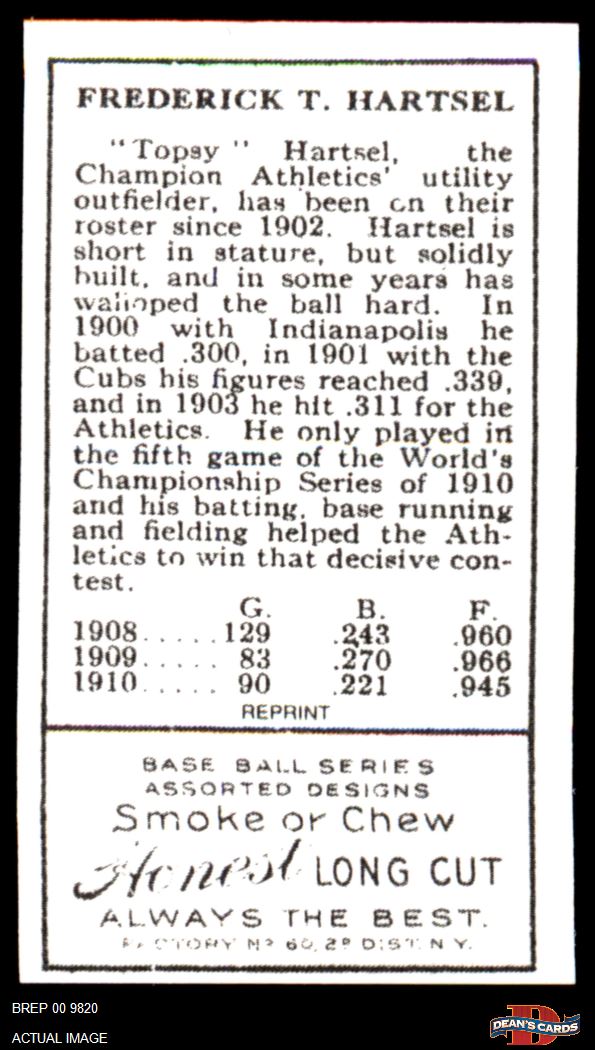 FREDERICK T. HARTSEL
"Topsy" Hartsel, the
Champion Athletics' utility
outfielder, has been on their
roster since 1902. Hartsel is
short in stature, but solidly
built, and in some years has
walloped the ball hard. In
1900 with Indianapolis he
batted .300, in 1901 with the
Cubs his figures reached .339,
and in 1903 he hit .311 for the
Athletics. He only played in
the fifth game of the World's
Championship Series of 1910
and his batting, base running
and fielding helped the Ath-
letics to win that decisive con-
test.
G. B. F.
1908..... 129 .243 .960
1909..... 83 .270 .966
1910..... 90 .221 .945
REPRINT
BASE BALL SERIES
ASSORTED DESIGNS
Smoke or Chew
Honest LONG CUT
ALWAYS THE BEST.
FACTORY Nº 60, 2º DIST. N.Y.
BREP 00 9820
ACTUAL IMAGE
D
DEAN'S CARDS